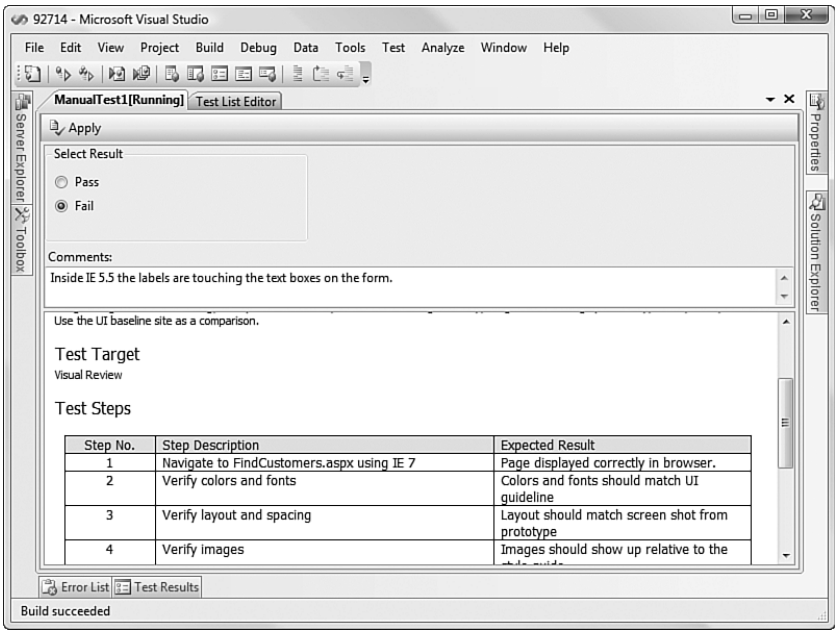 92714 - Microsoft Visual Studio
File Edit View Project Build Debug Data Tools Test Analyze Window Help
ManualTest1[Running] Test List Editor
Server Explorer
Toolbox
Properties
Solution Explorer
Apply
Select Result
Pass
Fail
Comments:
Inside IE 5.5 the labels are touching the text boxes on the form.
Use the UI baseline site as a comparison.
Test Target
Visual Review
Test Steps
Step No. Step Description Expected Result
1 Navigate to FindCustomers.aspx using IE 7 Page displayed correctly in browser.
2 Verify colors and fonts Colors and fonts should match UI
guideline
3 Verify layout and spacing Layout should match screen shot from
prototype
4 Verify images Images should show up relative to the
Error List Test Results
Build succeeded